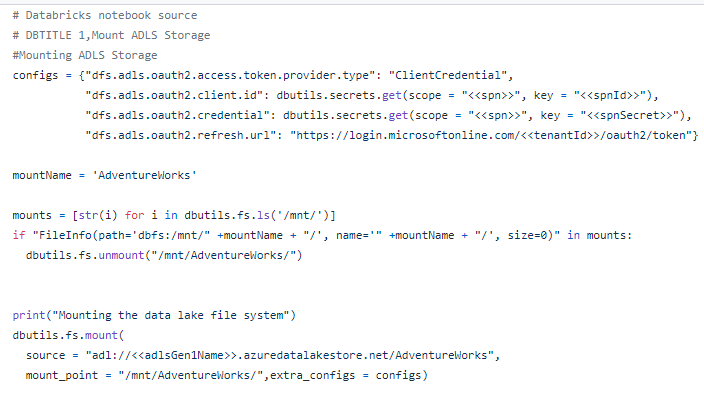 # Databricks notebook source
# DBTITLE 1,Mount ADLS Storage
#Mounting ADLS Storage
configs = {"dfs.adls.oauth2.access.token.provider.type": "ClientCredential",
           "dfs.adls.oauth2.client.id": dbutils.secrets.get(scope = "<<spn>>", key = "<<spnId>>"),
           "dfs.adls.oauth2.credential": dbutils.secrets.get(scope = "<<spn>>", key = "<<spnSecret>>"),
           "dfs.adls.oauth2.refresh.url": "https://login.microsoftonline.com/<<tenantId>>/oauth2/token"}
mountName = 'AdventureWorks'
mounts = [str(i) for i in dbutils.fs.ls('/mnt/')]
if "FileInfo(path='dbfs:/mnt/" +mountName + "/', name='" +mountName + "/', size=0)" in mounts:
  dbutils.fs.unmount("/mnt/AdventureWorks/")
print("Mounting the data lake file system")
dbutils.fs.mount(
  source = "adl://<<adlsGen1Name>>.azuredatalakestore.net/AdventureWorks",
  mount_point = "/mnt/AdventureWorks/",extra_configs = configs)